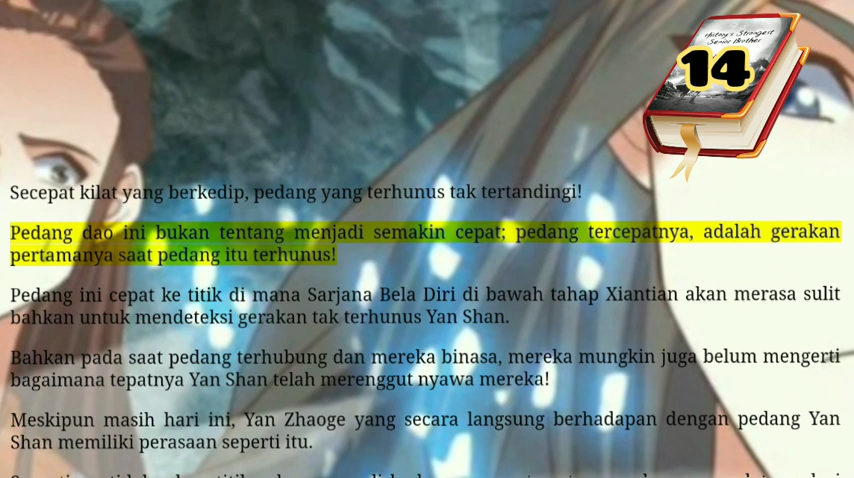 History's Strongest
Senior Brother
14
Secepat kilat yang berkedip, pedang yang terhunus tak tertandingi!
Pedang dao ini bukan tentang menjadi semakin cepat; pedang tercepatnya, adalah gerakan
pertamanya saat pedang itu terhunus!
Pedang ini cepat ke titik di mana Sarjana Bela Diri di bawah tahap Xiantian akan merasa sulit
bahkan untuk mendeteksi gerakan tak terhunus Yan Shan.
Bahkan pada saat pedang terhubung dan mereka binasa, mereka mungkin juga belum mengerti
bagaimana tepatnya Yan Shan telah merenggut nyawa mereka!
Meskipun masih hari ini, Yan Zhaoge yang secara langsung berhadapan dengan pedang Yan
Shan memiliki perasaan seperti itu.